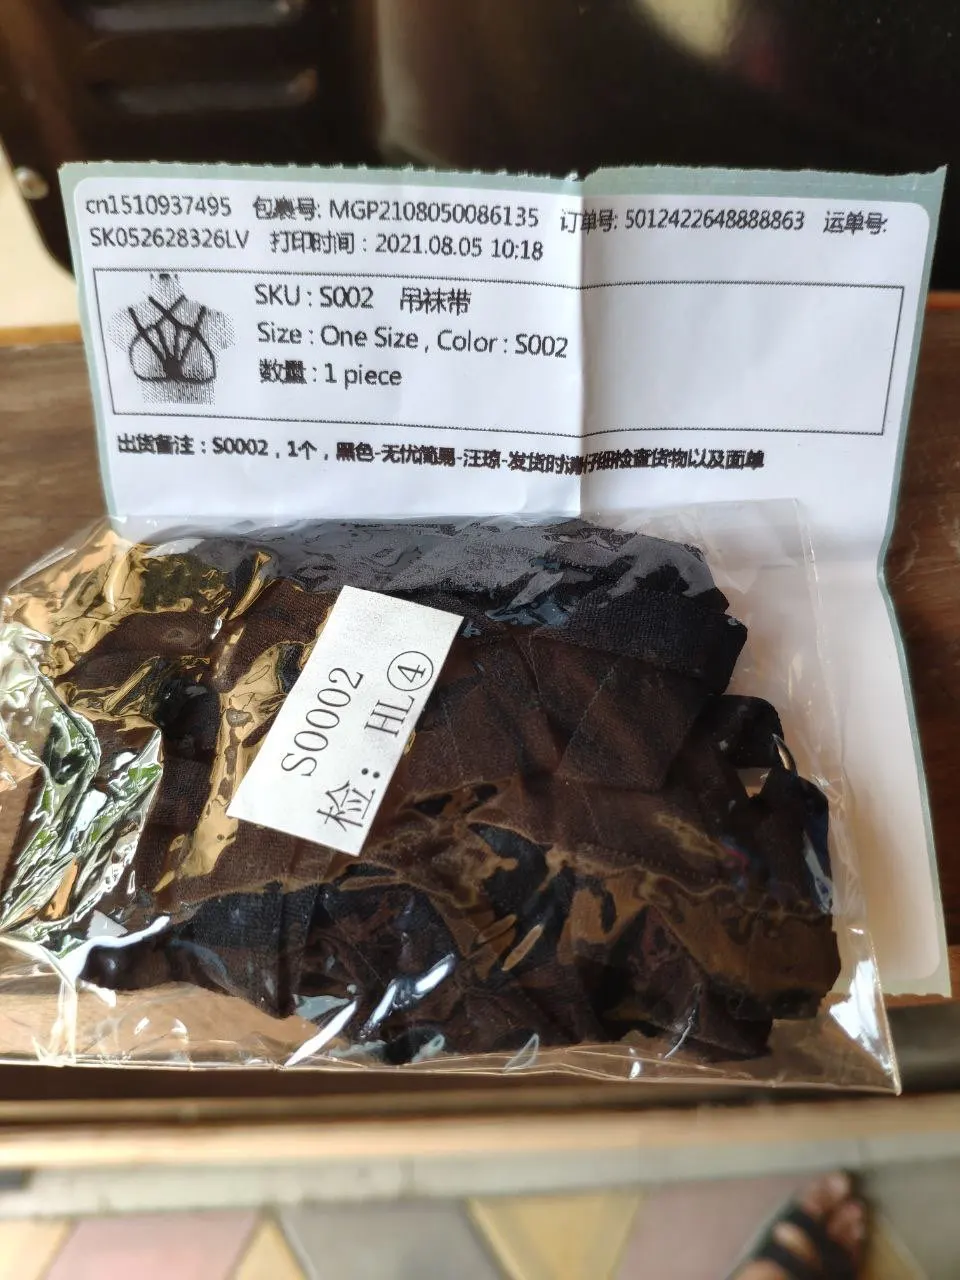 cn1510937495 包裹号: MGP2108050086135 订单号: 5012422648888863 运单号:
SK052628326LV 打印时间 : 2021.08.05 10:18
SKU : S002 吊袜带
Size : One Size , Color : S002
数量 : 1 piece
出货备注 : S0002 , 1个 , 黑色-无忧简易-汪琼-发货时请仔细检查货物以及面单
S0002
检: HL④